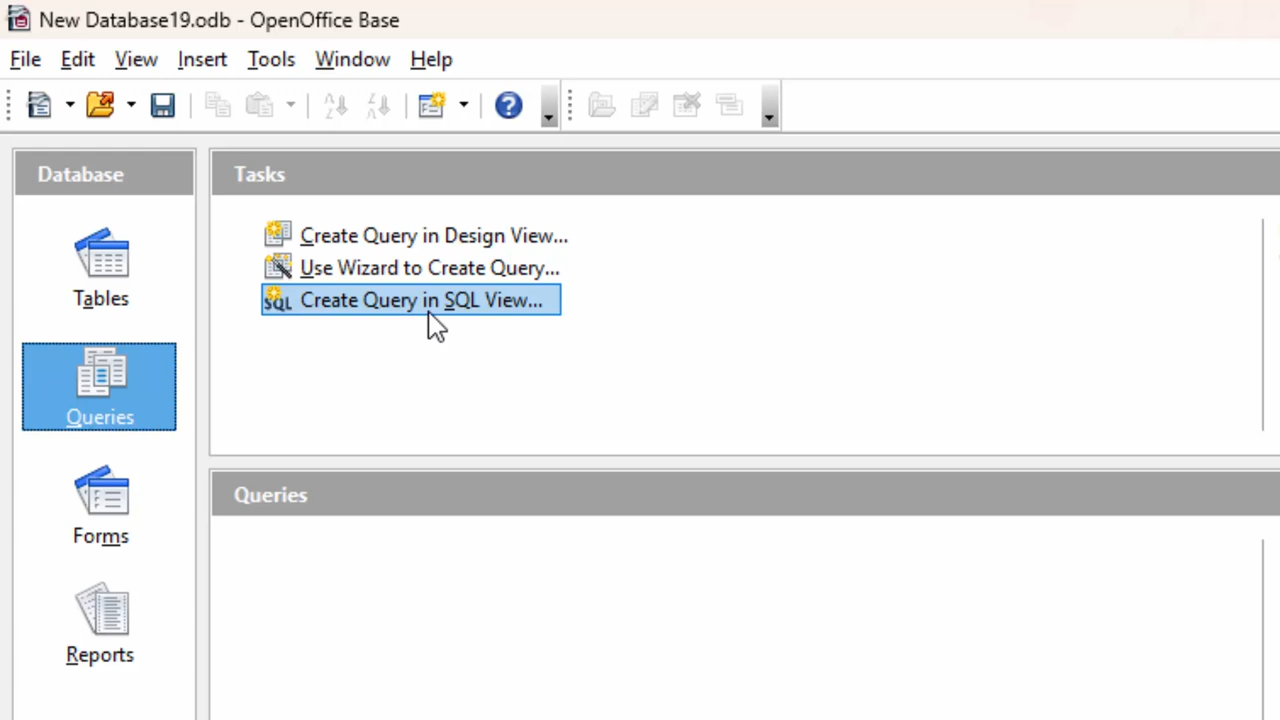 New Database19.odb - OpenOffice Base
File Edit View Insert Tools Window Help
Database
Tables
Queries
Forms
Reports
Tasks
Create Query in Design View...
Use Wizard to Create Query...
SQL Create Query in SQL View...
Queries